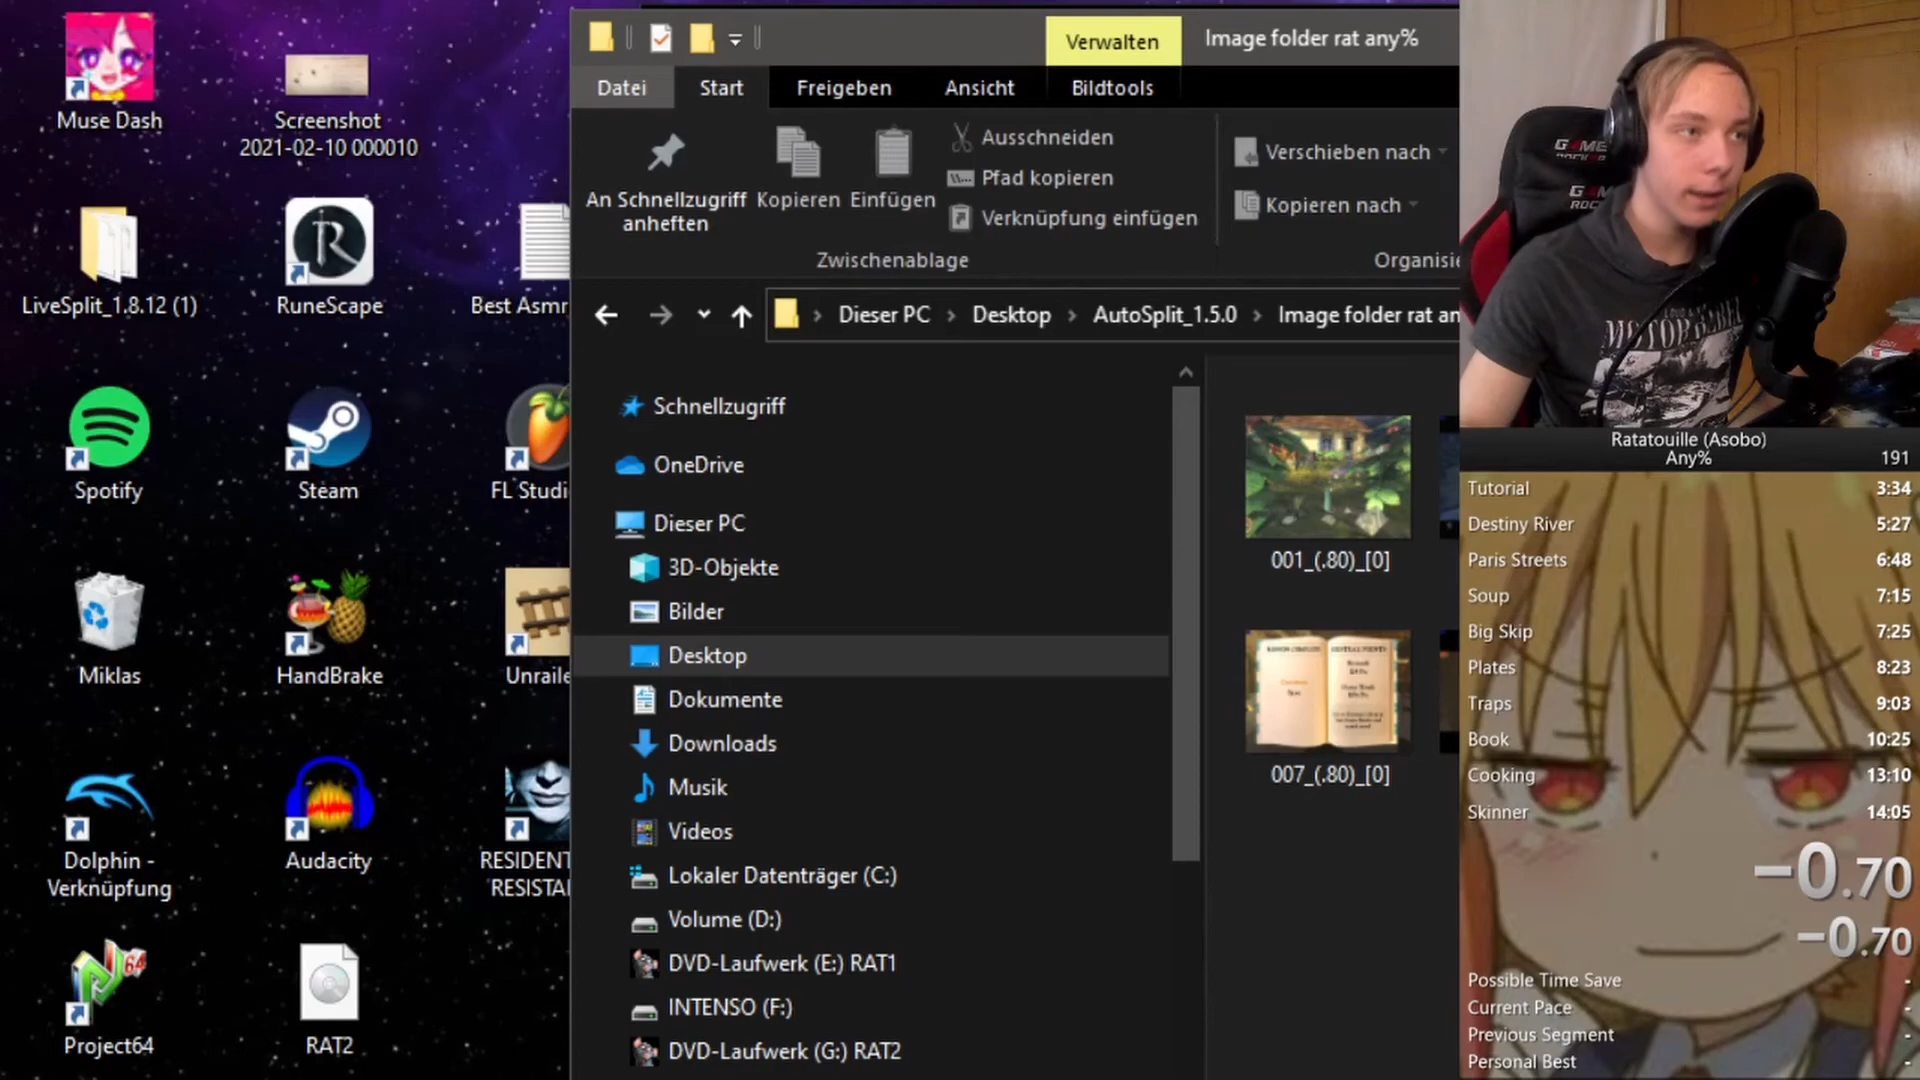 Muse Dash
Screenshot
2021-02-10 000010
LiveSplit_1.8.12 (1)
RuneScape
Best Asmr
Spotify
Steam
FL Studi
Miklas
HandBrake
Unraile
Dolphin -
Verknüpfung
Audacity
RESIDENT
RESISTA
64
Project64
RAT2
Verwalten
Image folder rat any%
Datei
Start
Freigeben
Ansicht
Bildtools
An Schnellzugriff
anheften
Kopieren
Einfügen
Ausschneiden
Pfad kopieren
Verknüpfung einfügen
Verschieben nach
Kopieren nach
Zwischenablage
Organisie
Dieser PC
Desktop
AutoSplit_1.5.0
Image folder rat an
Schnellzugriff
OneDrive
Dieser PC
3D-Objekte
Bilder
Desktop
Dokumente
Downloads
Musik
Videos
Lokaler Datenträger (C:)
Volume (D:)
DVD-Laufwerk (E:) RAT1
INTENSO (F:)
DVD-Laufwerk (G:) RAT2
001_(.80)_[0]
007_(.80)_[0]
Ratatouille (Asobo)
Any%
191
Tutorial 3:34
Destiny River 5:27
Paris Streets 6:48
Soup 7:15
Big Skip 7:25
Plates 8:23
Traps 9:03
Book 10:25
Cooking 13:10
Skinner 14:05
-0.70
-0.70
Possible Time Save -
Current Pace -
Previous Segment -
Personal Best -